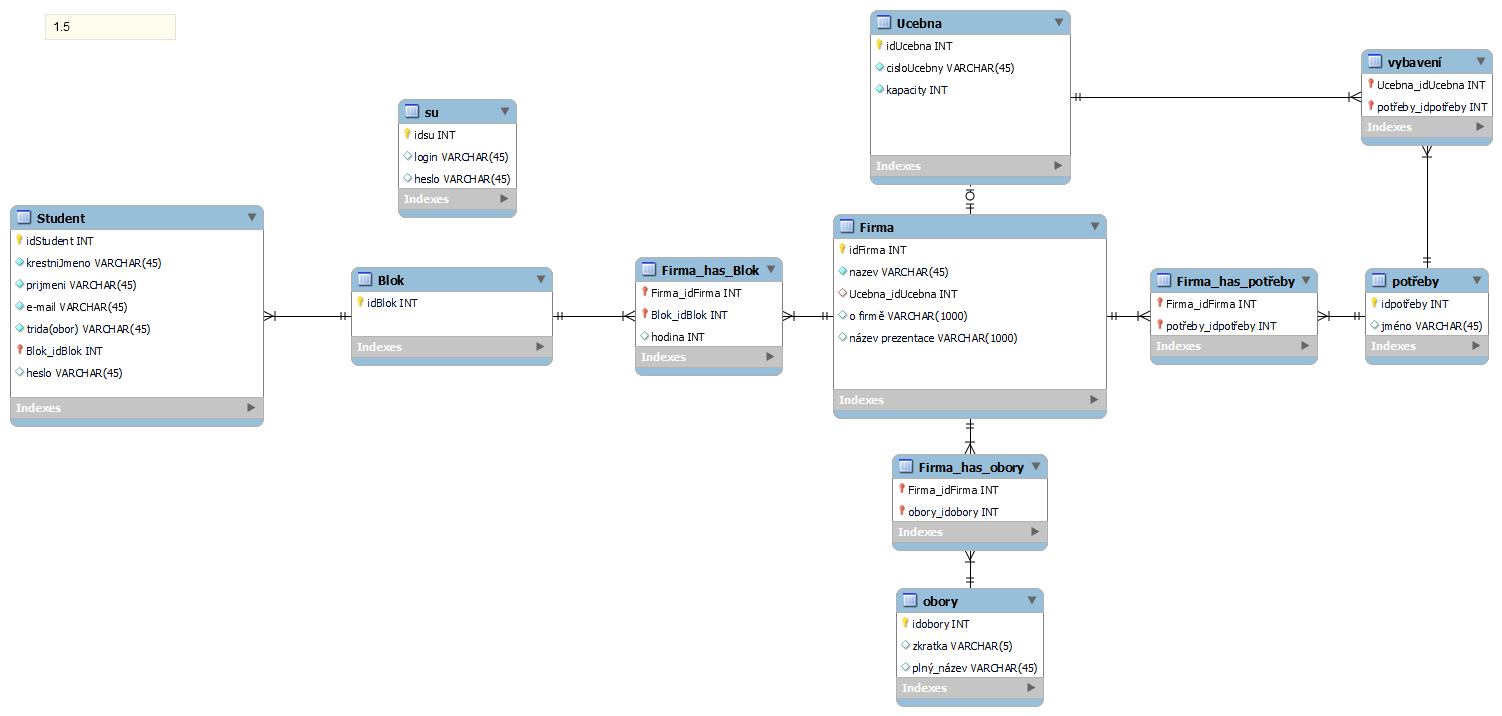 1.5
Ucebna
idUcebna INT
cisloUcebny VARCHAR(45)
kapacity INT
Indexes
vybavení
Ucebna_idUcebna INT
potřeby_idpotřeby INT
Indexes
su
idsu INT
login VARCHAR(45)
heslo VARCHAR(45)
Indexes
Student
idStudent INT
krestniJmeno VARCHAR(45)
prijmeni VARCHAR(45)
e-mail VARCHAR(45)
trida(obor) VARCHAR(45)
Blok_idBlok INT
heslo VARCHAR(45)
Indexes
Blok
idBlok INT
Indexes
Firma_has_Blok
Firma_idFirma INT
Blok_idBlok INT
hodina INT
Indexes
Firma
idFirma INT
nazev VARCHAR(45)
Ucebna_idUcebna INT
o firmě VARCHAR(1000)
název prezentace VARCHAR(1000)
Indexes
Firma_has_potřeby
Firma_idFirma INT
potřeby_idpotřeby INT
Indexes
potřeby
idpotřeby INT
jméno VARCHAR(45)
Indexes
Firma_has_obory
Firma_idFirma INT
obory_idobory INT
Indexes
obory
idobory INT
zkratka VARCHAR(5)
plný_název VARCHAR(45)
Indexes